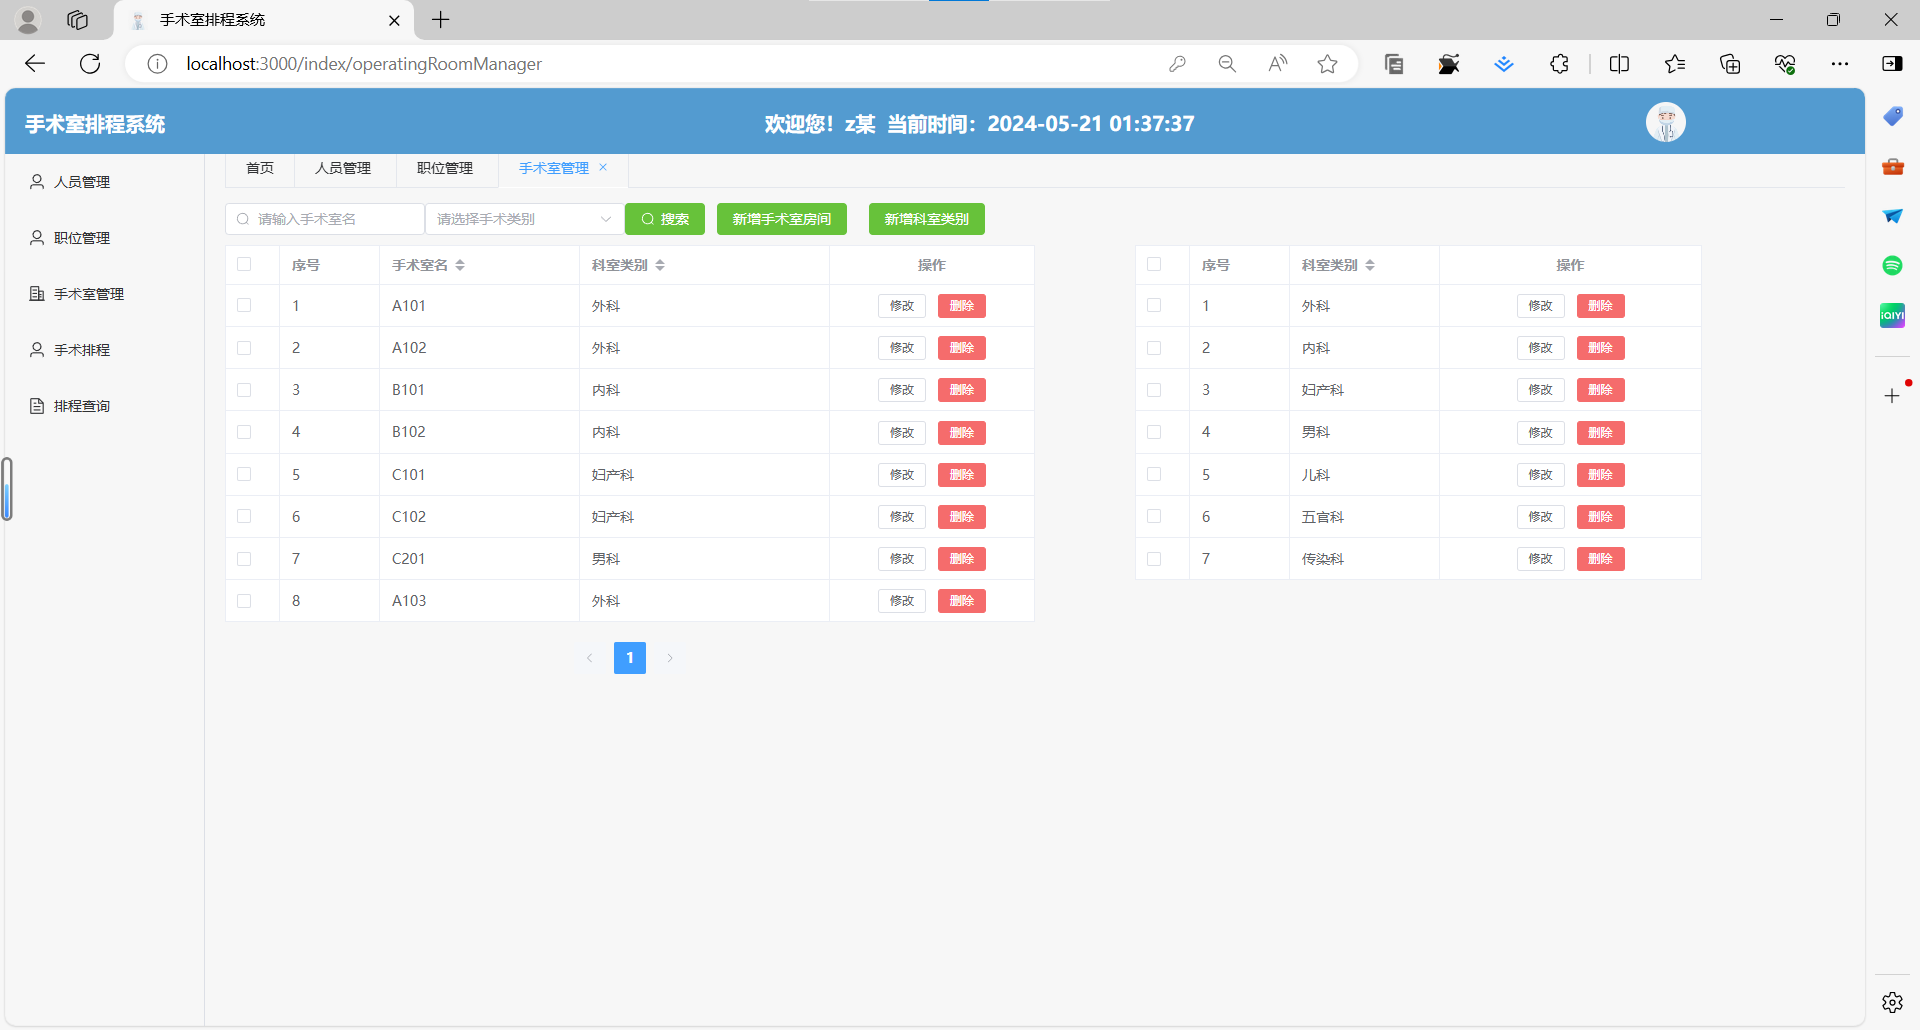 手术室排程系统
localhost:3000/index/operatingRoomManager
手术室排程系统 欢迎您！z某 当前时间：2024-05-21 01:37:37
人员管理
职位管理
手术室管理
手术排程
排程查询
首页 人员管理 职位管理 手术室管理
请输入手术室名 请选择手术类别 搜索 新增手术室房间 新增科室类别
序号 手术室名 科室类别 操作
1 A101 外科 修改 删除
2 A102 外科 修改 删除
3 B101 内科 修改 删除
4 B102 内科 修改 删除
5 C101 妇产科 修改 删除
6 C102 妇产科 修改 删除
7 C201 男科 修改 删除
8 A103 外科 修改 删除
1
序号 科室类别 操作
1 外科 修改 删除
2 内科 修改 删除
3 妇产科 修改 删除
4 男科 修改 删除
5 儿科 修改 删除
6 五官科 修改 删除
7 传染科 修改 删除
iQIYI